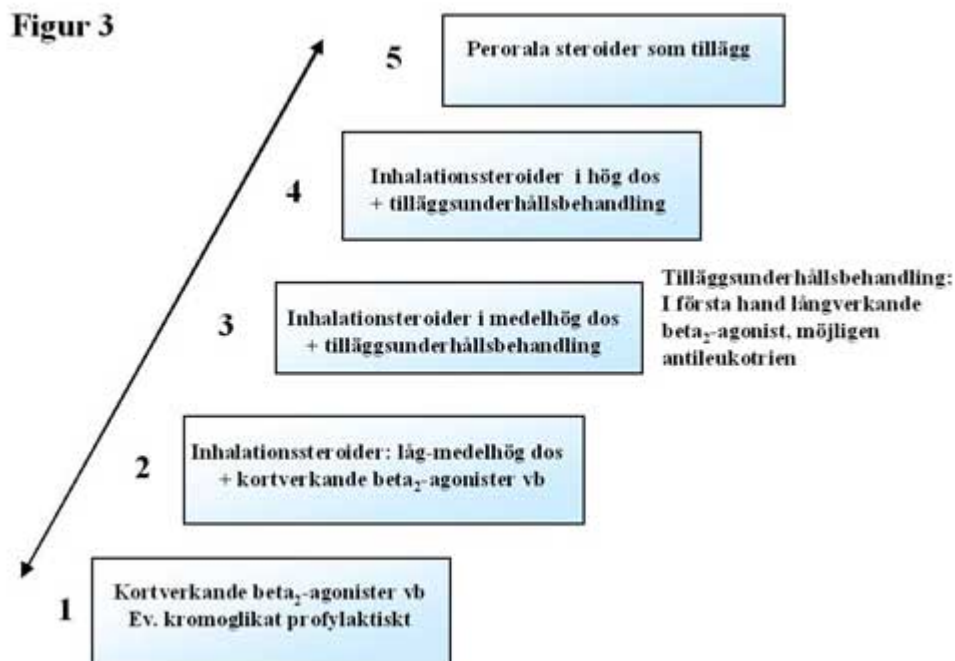 Figur 3
5
Perorala steroider som tillägg
4
Inhalationssteroider i hög dos
+ tilläggsunderhållsbehandling
3
Inhalationsteroider i medelhög dos
+ tilläggsunderhållsbehandling
Tilläggsunderhållsbehandling:
I första hand långverkande
beta₂-agonist, möjligen
antileukotrien
2
Inhalationssteroider: låg-medelhög dos
+ kortverkande beta₂-agonister vb
1
Kortverkande beta₂-agonister vb
Ev. kromoglikat profylaktiskt